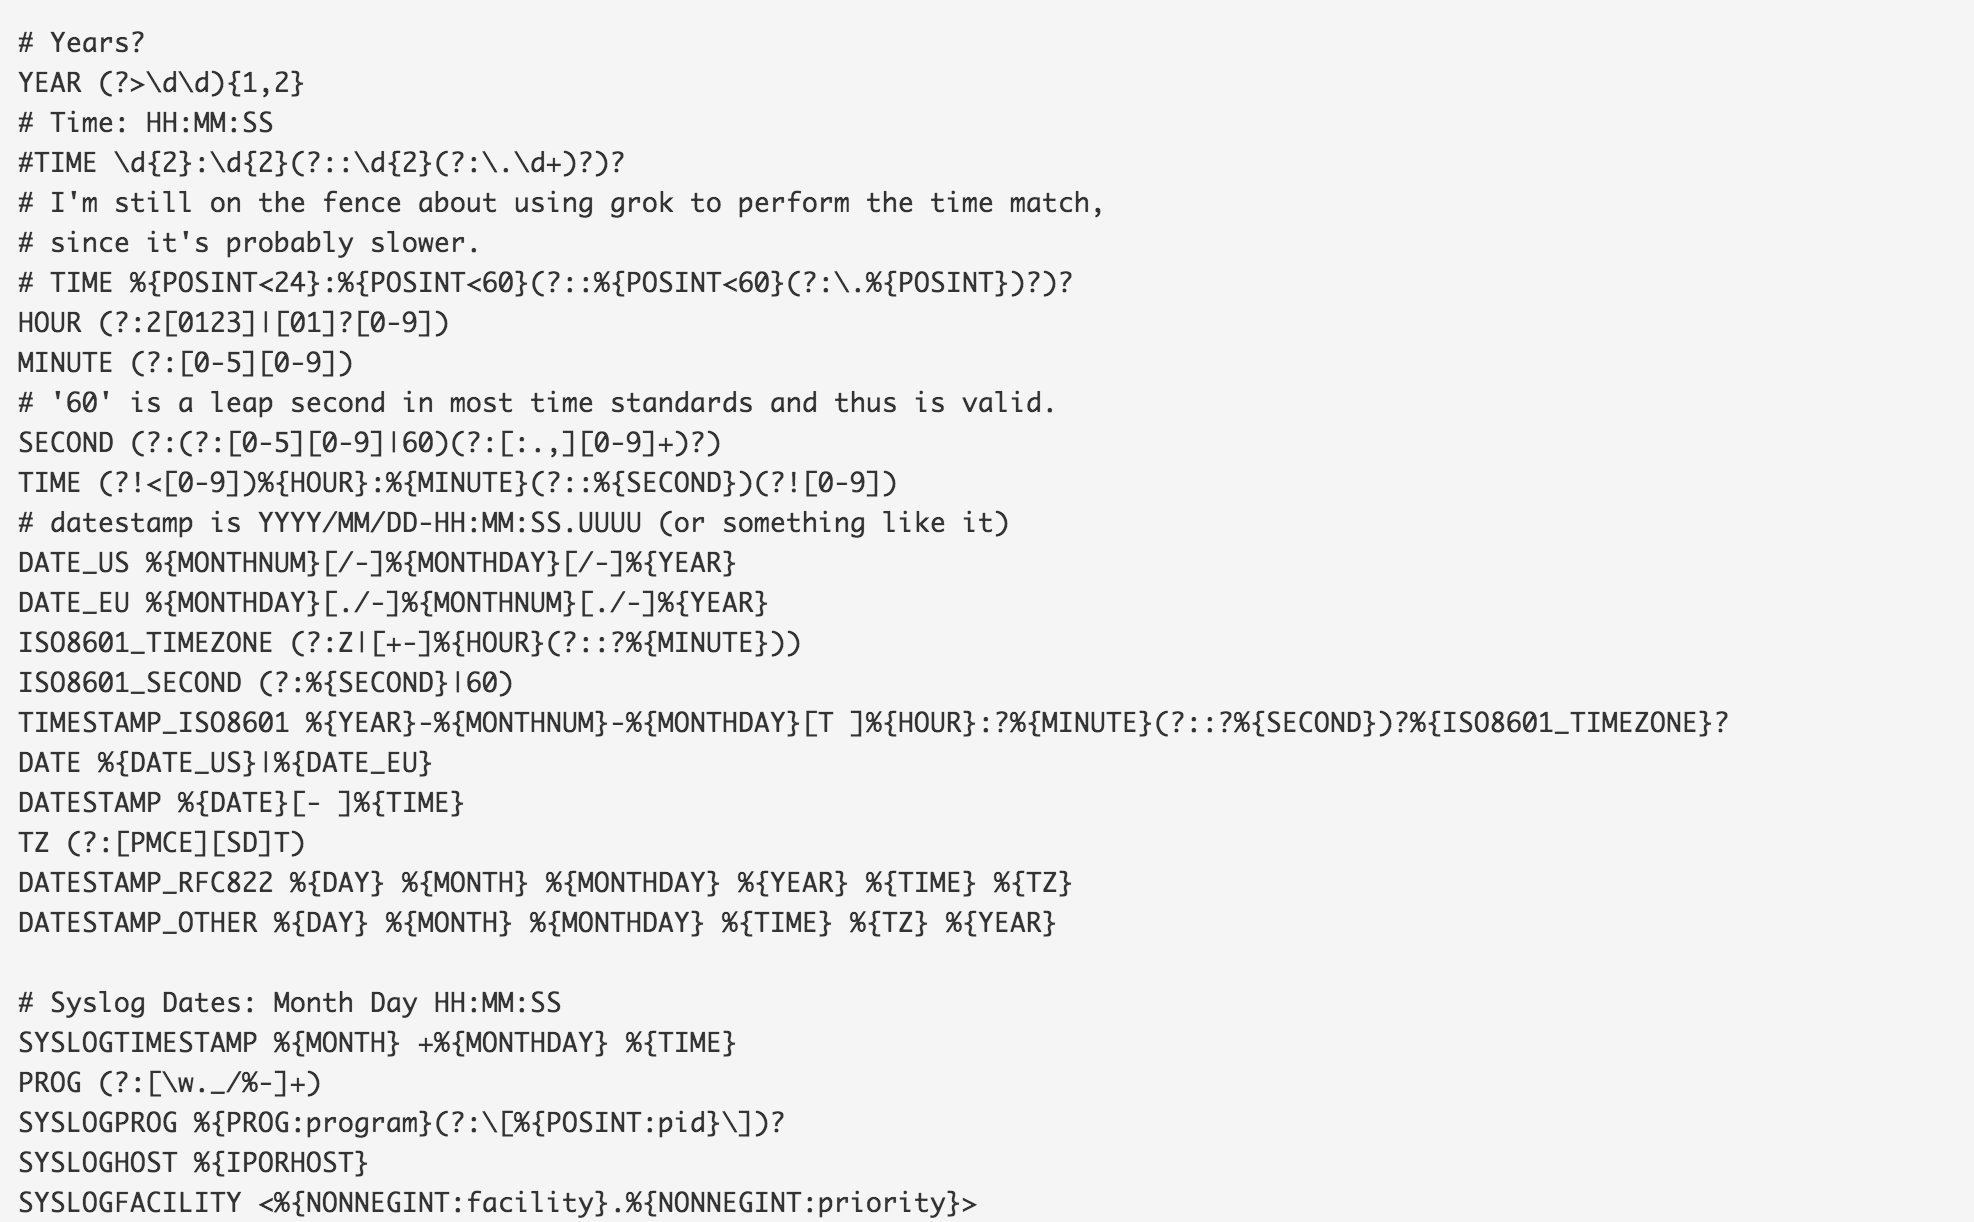 # Years?
YEAR (?>\d\d){1,2}
# Time: HH:MM:SS
#TIME \d{2}:\d{2}(?::\d{2}(?:\.\d+)?)?
# I'm still on the fence about using grok to perform the time match,
# since it's probably slower.
# TIME %{POSINT<24}:%{POSINT<60}(?::%{POSINT<60}(?:\.%{POSINT})?)?
HOUR (?:2[0123]|[01]?[0-9])
MINUTE (?:[0-5][0-9])
# '60' is a leap second in most time standards and thus is valid.
SECOND (?:(?:[0-5][0-9]|60)(?:[:.,][0-9]+)?)
TIME (?!<[0-9])%{HOUR}:%{MINUTE}(?::%{SECOND})(?![0-9])
# datestamp is YYYY/MM/DD-HH:MM:SS.UUUU (or something like it)
DATE_US %{MONTHNUM}[/-]%{MONTHDAY}[/-]%{YEAR}
DATE_EU %{MONTHDAY}[./-]%{MONTHNUM}[./-]%{YEAR}
ISO8601_TIMEZONE (?:Z|[+-]%{HOUR}(?::?%{MINUTE}))
ISO8601_SECOND (?:%{SECOND}|60)
TIMESTAMP_ISO8601 %{YEAR}-%{MONTHNUM}-%{MONTHDAY}[T ]%{HOUR}:?%{MINUTE}(?::?%{SECOND})?%{ISO8601_TIMEZONE}?
DATE %{DATE_US}|%{DATE_EU}
DATESTAMP %{DATE}[- ]%{TIME}
TZ (?:[PMCE][SD]T)
DATESTAMP_RFC822 %{DAY} %{MONTH} %{MONTHDAY} %{YEAR} %{TIME} %{TZ}
DATESTAMP_OTHER %{DAY} %{MONTH} %{MONTHDAY} %{TIME} %{TZ} %{YEAR}

# Syslog Dates: Month Day HH:MM:SS
SYSLOGTIMESTAMP %{MONTH} +%{MONTHDAY} %{TIME}
PROG (?:[\w._/%-]+)
SYSLOGPROG %{PROG:program}(?:\[%{POSINT:pid}\])?
SYSLOGHOST %{IPORHOST}
SYSLOGFACILITY <%{NONNEGINT:facility}.%{NONNEGINT:priority}>